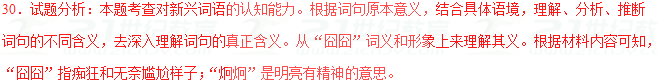 30．试题分析：本题考查对新兴词语的认知能力。根据词句原本意义，结合具体语境，理解、分析、推断
词句的不同含义，去深入理解词句的真正含义。从“囧囧”词义和形象上来理解其义。根据材料内容可知，
“囧囧”指痴狂和无奈尴尬样子；“炯炯”是明亮有精神的意思。